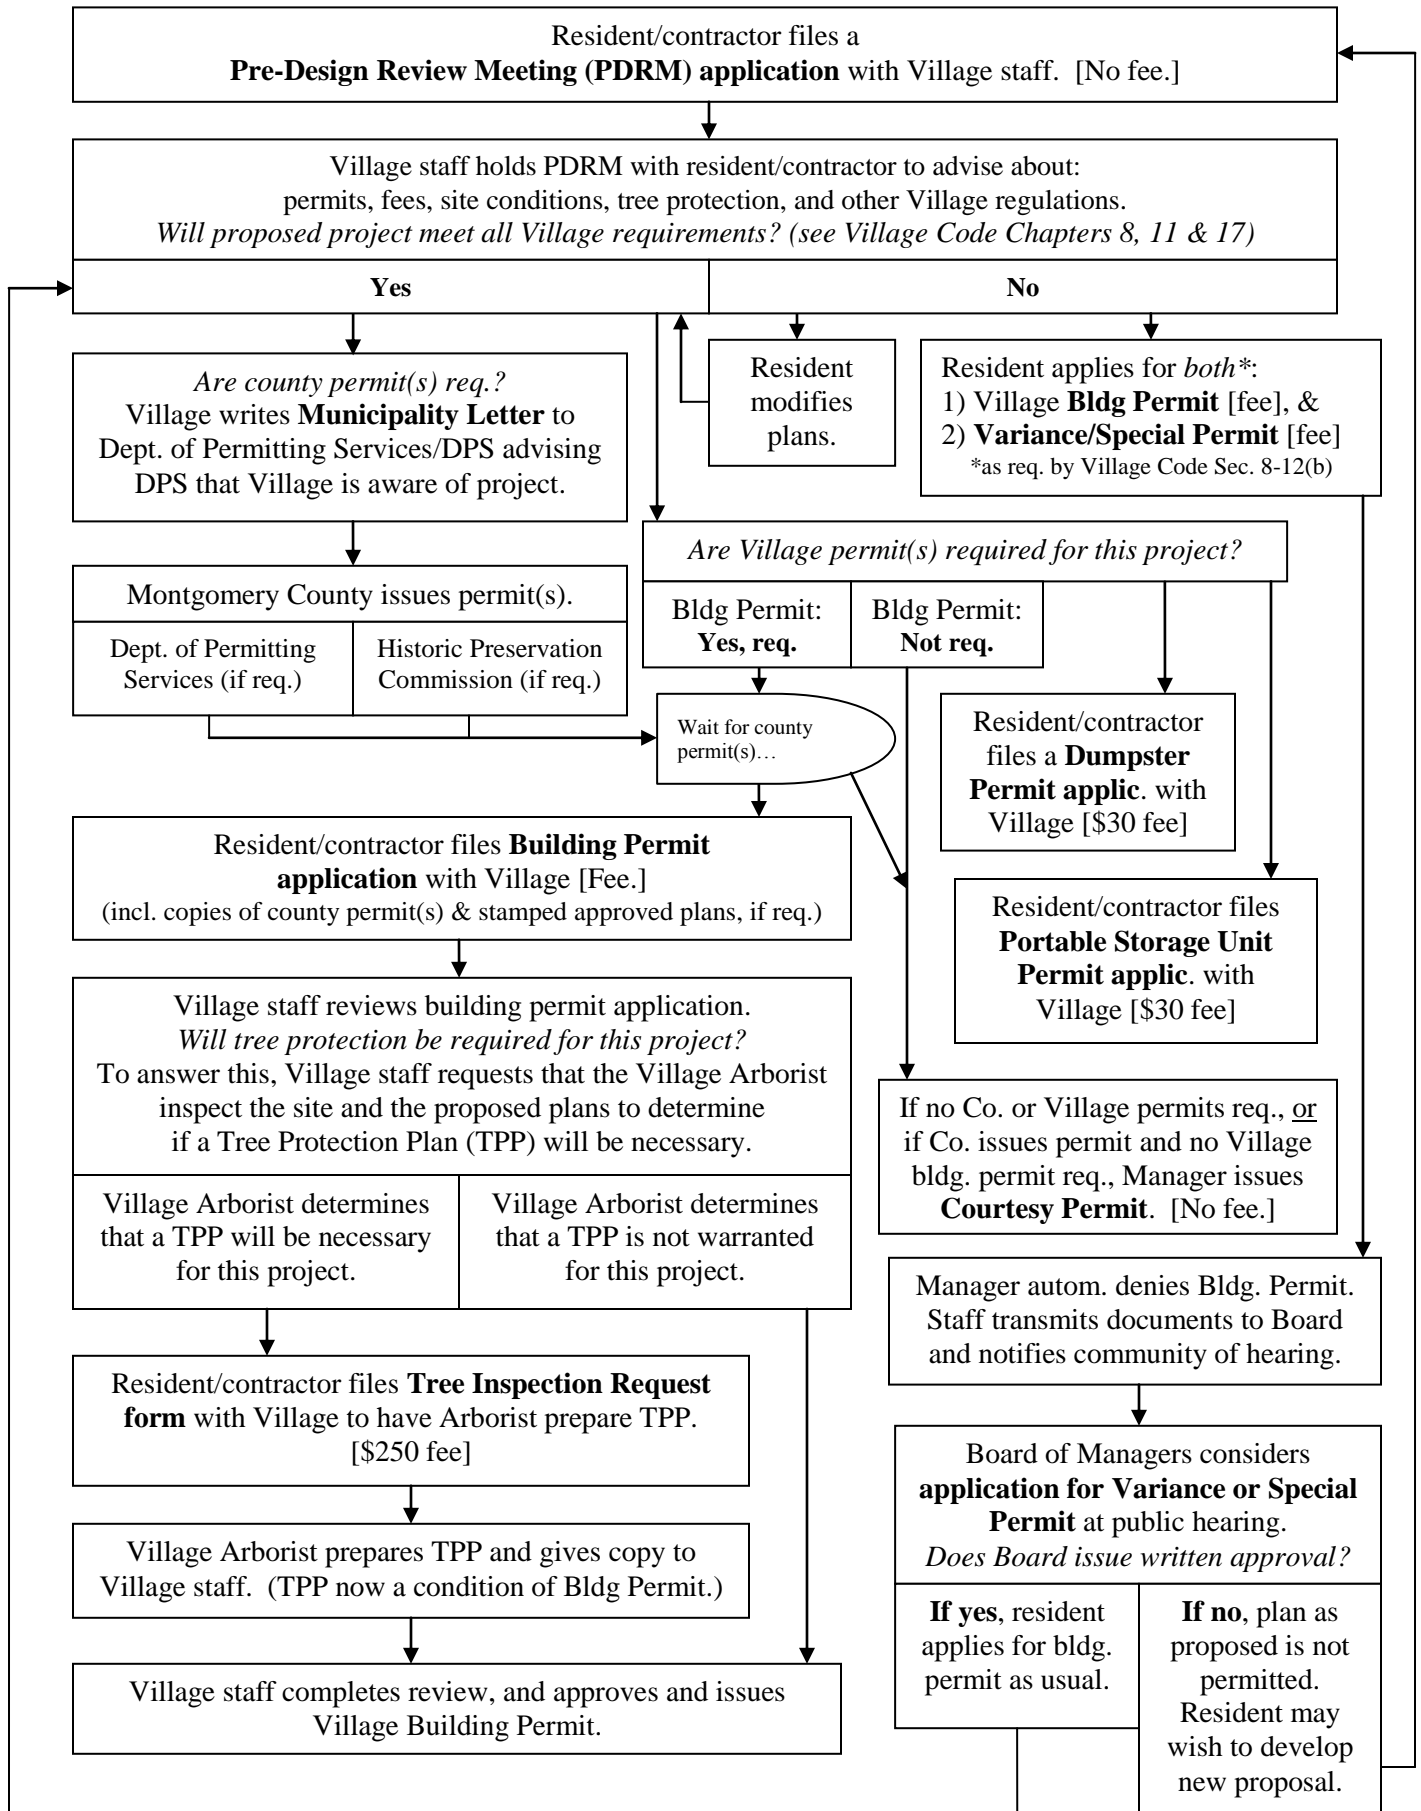 Resident/contractor files a
Pre-Design Review Meeting (PDRM) application with Village staff.  [No fee.]
Village staff holds PDRM with resident/contractor to advise about:
permits, fees, site conditions, tree protection, and other Village regulations.
Will proposed project meet all Village requirements? (see Village Code Chapters 8, 11 & 17)
Yes
No
Are county permit(s) req.?
Village writes Municipality Letter to
Dept. of Permitting Services/DPS advising
DPS that Village is aware of project.
Resident
modifies
plans.
Resident applies for both*:
1) Village Bldg Permit [fee], &
2) Variance/Special Permit [fee]
*as req. by Village Code Sec. 8-12(b)
Are Village permit(s) required for this project?
Montgomery County issues permit(s).
Dept. of Permitting
Services (if req.)
Historic Preservation
Commission (if req.)
Bldg Permit:
Yes, req.
Bldg Permit:
Not req.
Wait for county
permit(s)…
Resident/contractor
files a Dumpster
Permit applic. with
Village [$30 fee]
Resident/contractor files Building Permit
application with Village [Fee.]
(incl. copies of county permit(s) & stamped approved plans, if req.)
Resident/contractor files
Portable Storage Unit
Permit applic. with
Village [$30 fee]
Village staff reviews building permit application.
Will tree protection be required for this project?
To answer this, Village staff requests that the Village Arborist
inspect the site and the proposed plans to determine
if a Tree Protection Plan (TPP) will be necessary.
If no Co. or Village permits req., or
if Co. issues permit and no Village
bldg. permit req., Manager issues
Courtesy Permit.  [No fee.]
Village Arborist determines
that a TPP will be necessary
for this project.
Village Arborist determines
that a TPP is not warranted
for this project.
Manager autom. denies Bldg. Permit.
Staff transmits documents to Board
and notifies community of hearing.
Resident/contractor files Tree Inspection Request
form with Village to have Arborist prepare TPP.
[$250 fee]
Board of Managers considers
application for Variance or Special
Permit at public hearing.
Does Board issue written approval?
Village Arborist prepares TPP and gives copy to
Village staff.  (TPP now a condition of Bldg Permit.)
If yes, resident
applies for bldg.
permit as usual.
If no, plan as
proposed is not
permitted.
Resident may
wish to develop
new proposal.
Village staff completes review, and approves and issues
Village Building Permit.